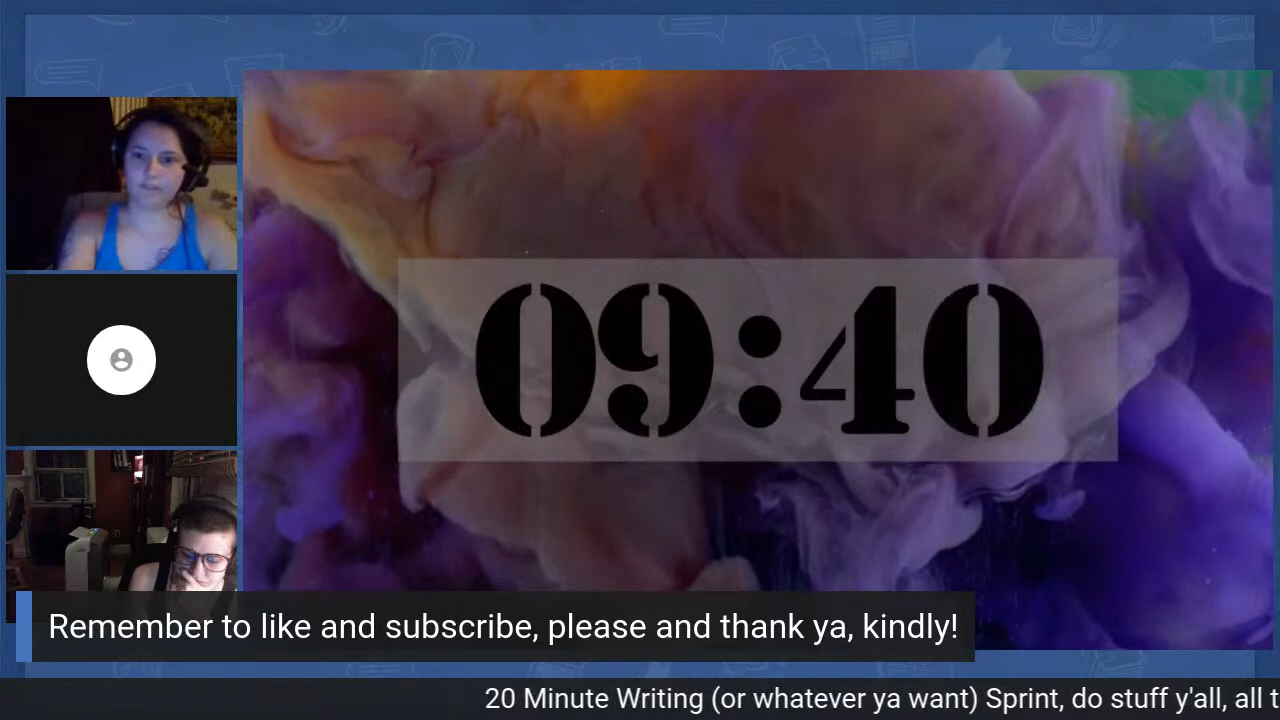 09:40
Remember to like and subscribe, please and thank ya, kindly!
20 Minute Writing (or whatever ya want) Sprint, do stuff y'all, all t